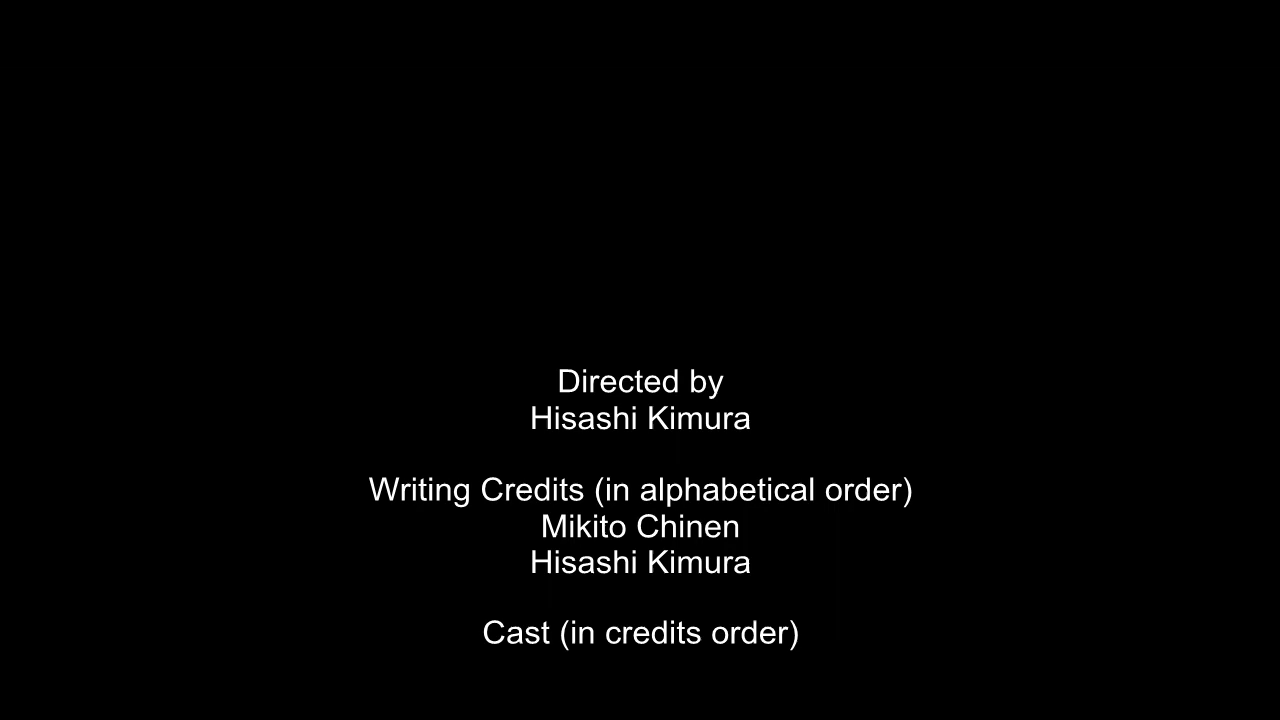 Directed by
Hisashi Kimura
Writing Credits (in alphabetical order)
Mikito Chinen
Hisashi Kimura
Cast (in credits order)